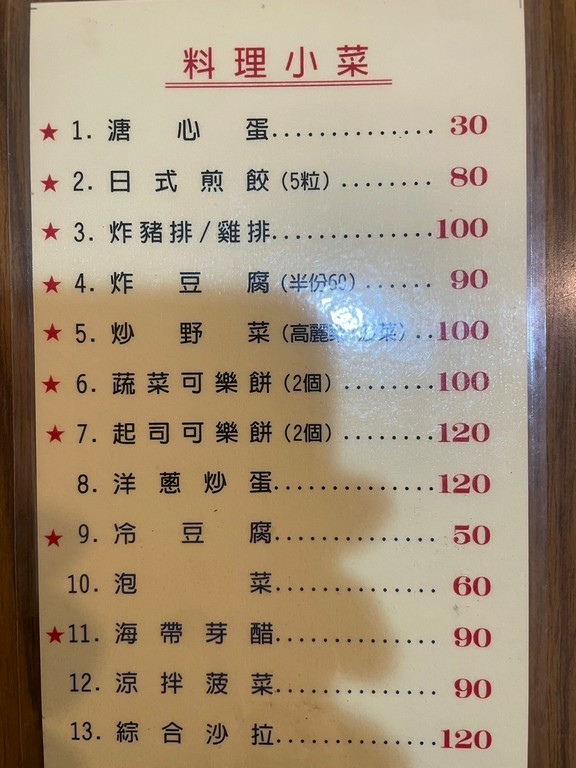 料理小菜
★ 1. 溏心蛋.............. 30
★ 2. 日式煎餃(5粒)........ 80
★ 3. 炸豬排/雞排..............100
★ 4. 炸豆腐(半份60)....... 90
★ 5. 炒野菜(高麗菜 菜)..100
★ 6. 蔬菜可樂餅(2個)........100
★ 7. 起司可樂餅(2個)........120
8. 洋蔥炒蛋..............120
★ 9. 冷豆腐.............. 50
10. 泡菜.............. 60
★11. 海帶芽醋.............. 90
12. 涼拌菠菜.............. 90
13. 綜合沙拉..............120